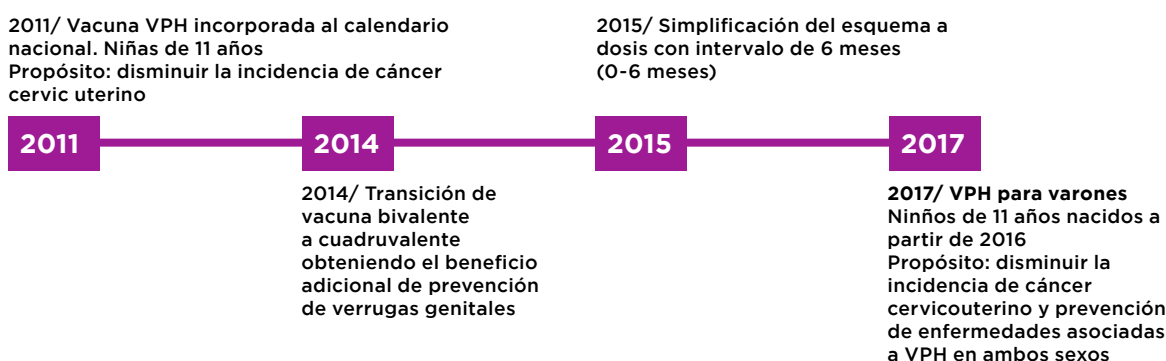 2011/ Vacuna VPH incorporada al calendario
nacional. Niñas de 11 años
Propósito: disminuir la incidencia de cáncer
cervic uterino
2015/ Simplificación del esquema a
dosis con intervalo de 6 meses
(0-6 meses)
2011
2014
2015
2017
2014/ Transición de
vacuna bivalente
a cuadruvalente
obteniendo el beneficio
adicional de prevención
de verrugas genitales
2017/ VPH para varones
Ninños de 11 años nacidos a
partir de 2016
Propósito: disminuir la
incidencia de cáncer
cervicouterino y prevención
de enfermedades asociadas
a VPH en ambos sexos